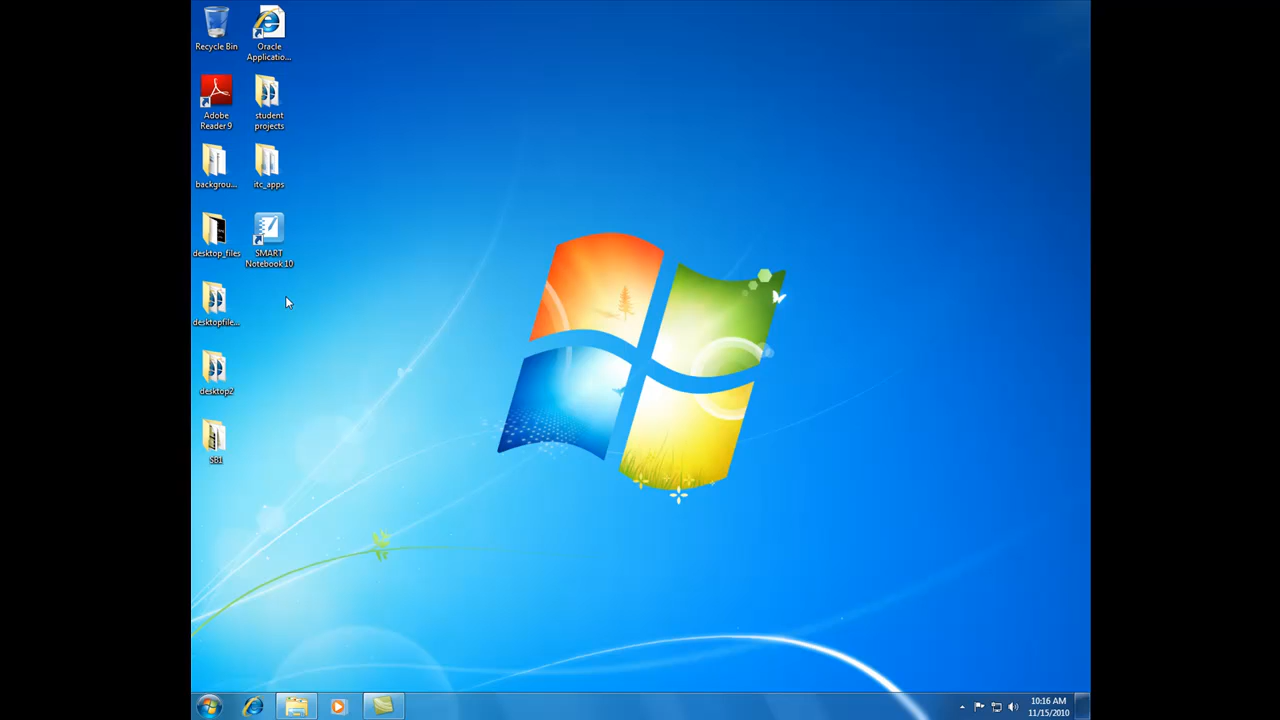 Recycle Bin
Oracle
Applicatio...
Adobe
Reader 9
student
projects
backgrou...
itc_apps
desktop_files
SMART
Notebook 10
desktopfile...
desktop2
SB1
10:16 AM
11/15/2010